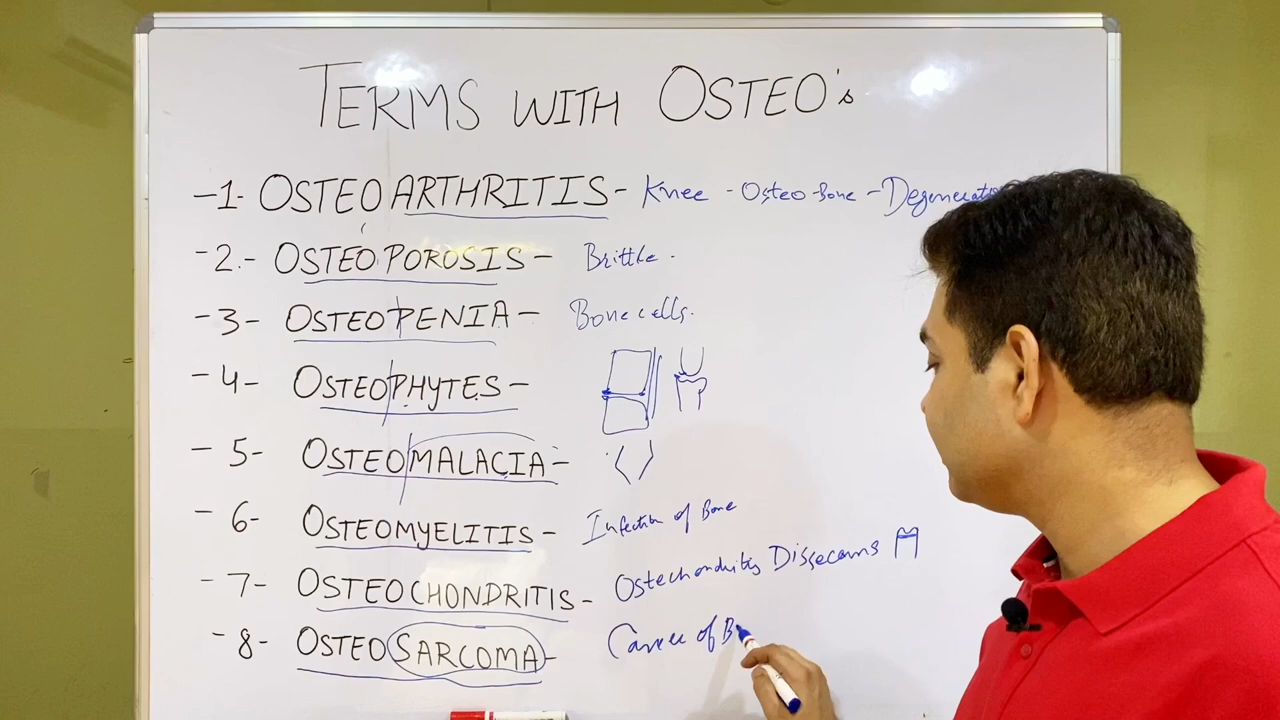 TERMS WITH OSTEO's
-1- OSTEOARTHRITIS - Knee - Osteo-Bone - Degenerat
-2.- OSTEOPOROSIS - Brittle.
-3- OSTEOPENIA - Bone cells.
-4- OSTEOPHYTES -
-5- OSTEOMALACIA -
-6- OSTEOMYELITIS - Infection of Bone
-7- OSTEOCHONDRITIS - Ostechondritis Dissecans
-8- OSTEOSARCOMA - Cancer of B